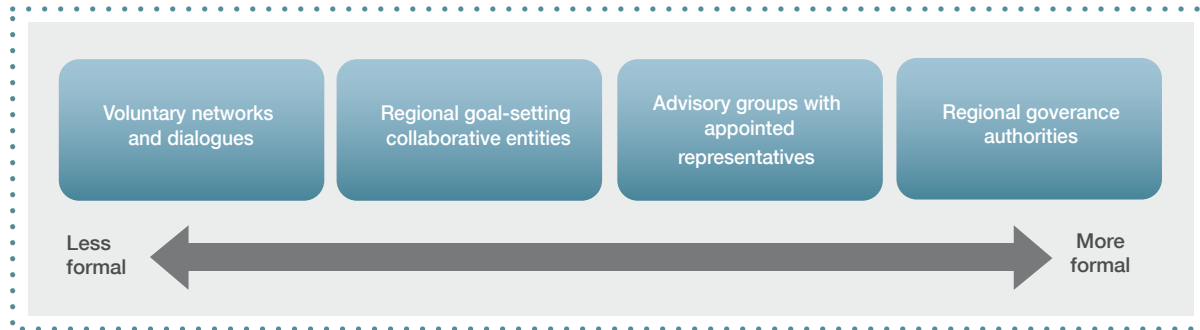 Voluntary networks
and dialogues
Regional goal-setting
collaborative entities
Advisory groups with
appointed
representatives
Regional goverance
authorities
Less
formal
More
formal